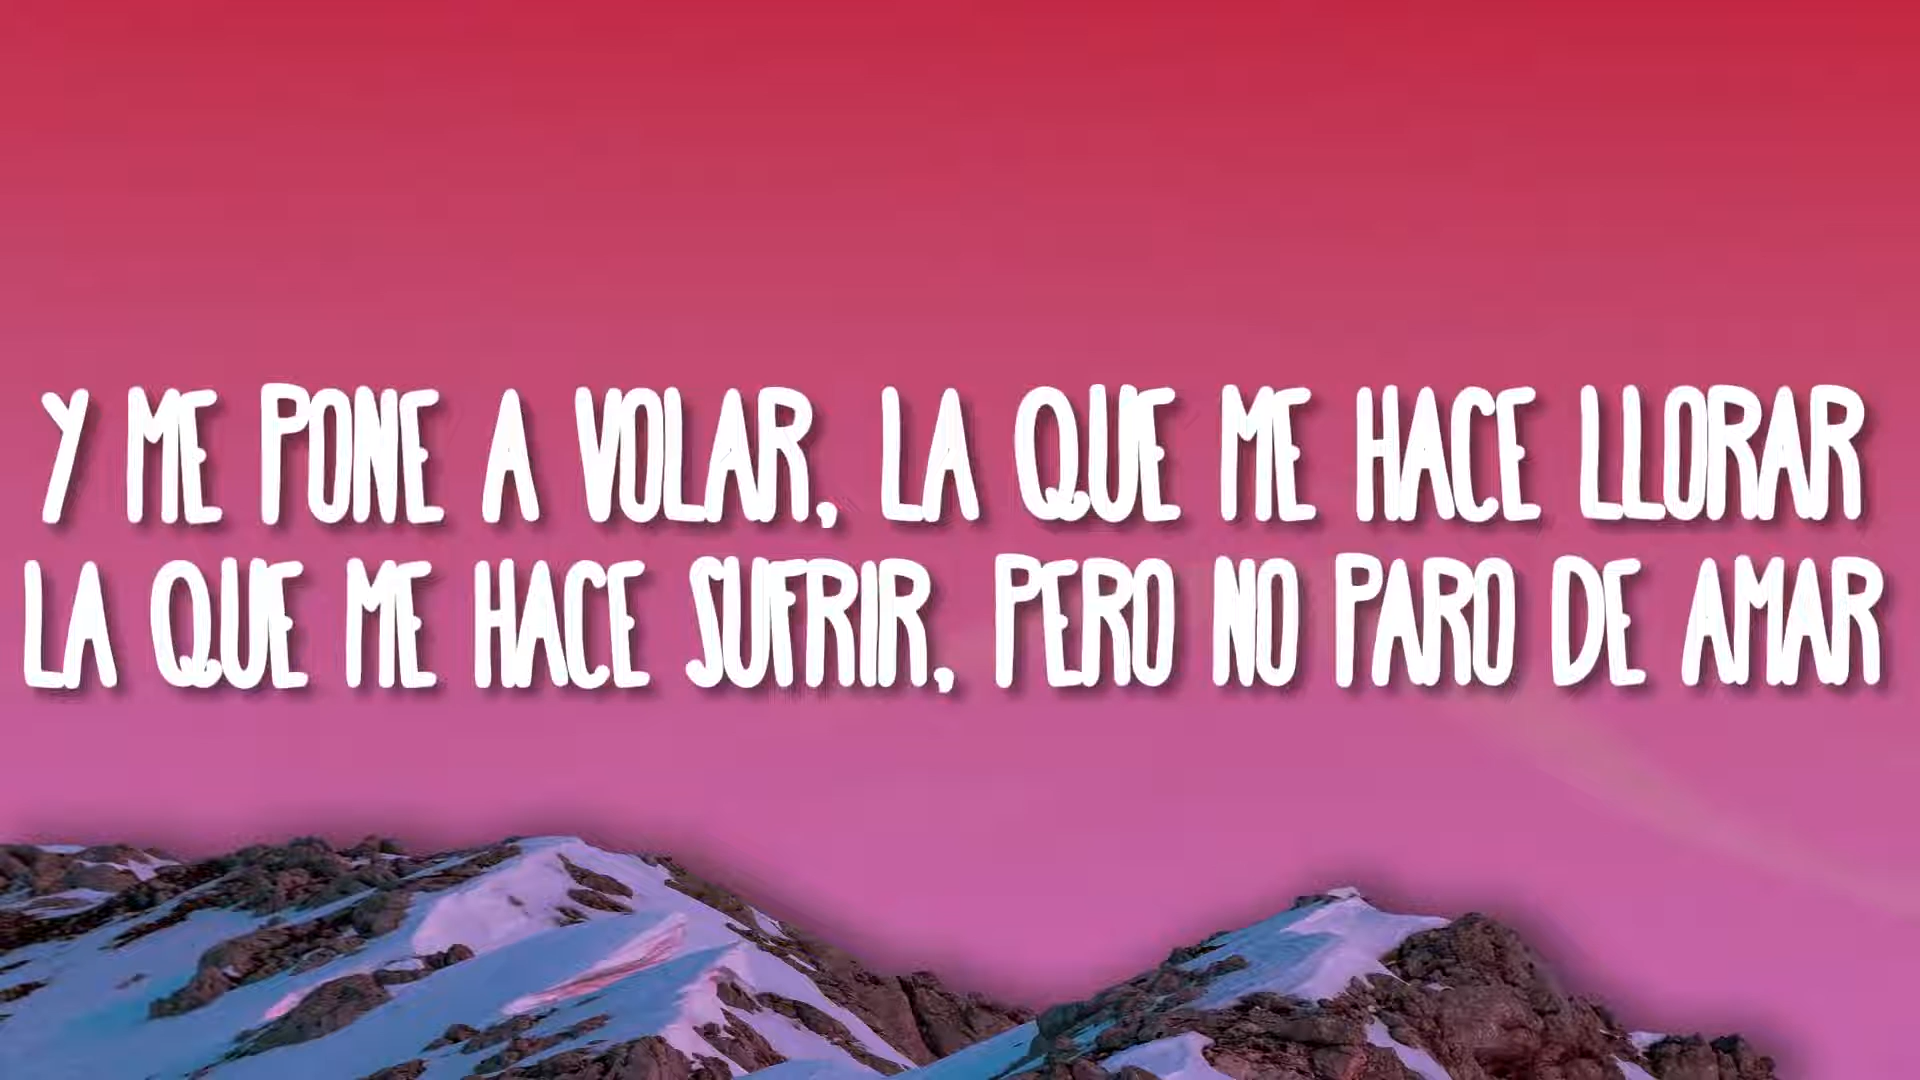 Y ME PONE A VOLAR, LA QUE ME HACE LLORAR
LA QUE ME HACE SUFRIR, PERO NO PARO DE AMAR